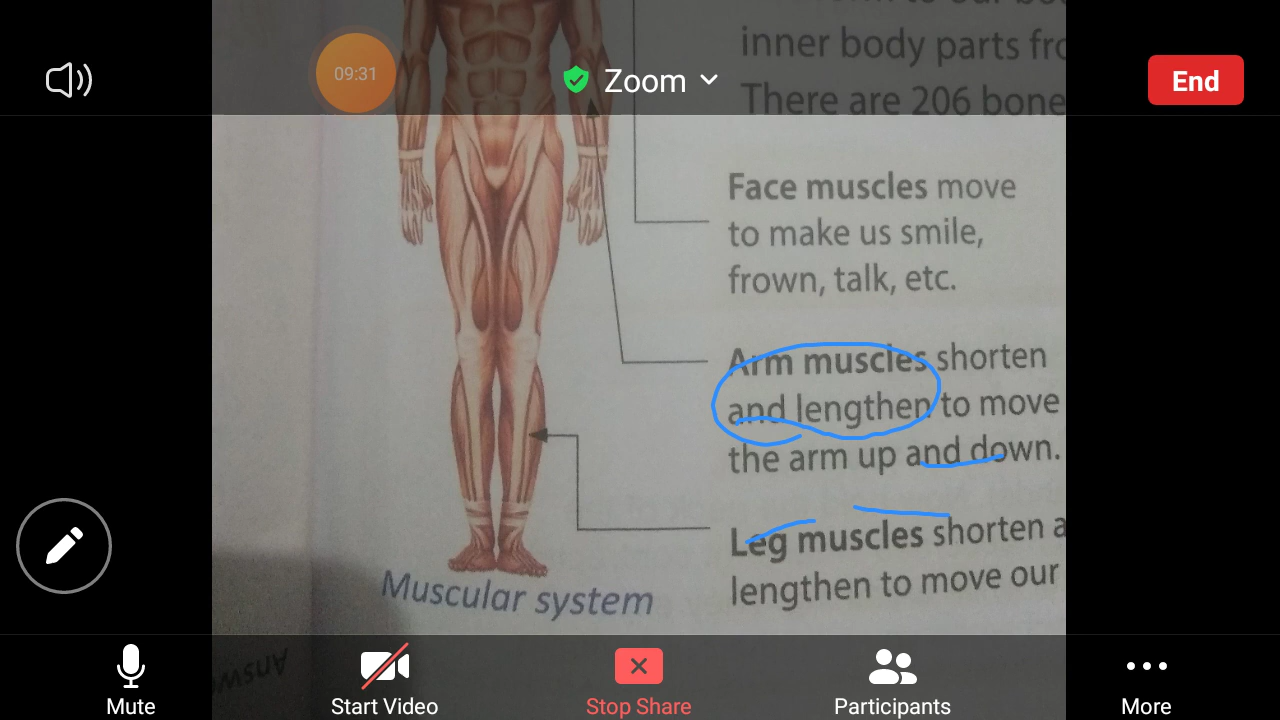 09:31
Zoom
End
inner body parts
There are 206 bone
Face muscles move
to make us smile,
frown, talk, etc.
Arm muscles shorten
and lengthen to move
the arm up and down.
Leg muscles shorten a
lengthen to move our
Muscular system
Mute
Start Video
Stop Share
Participants
More